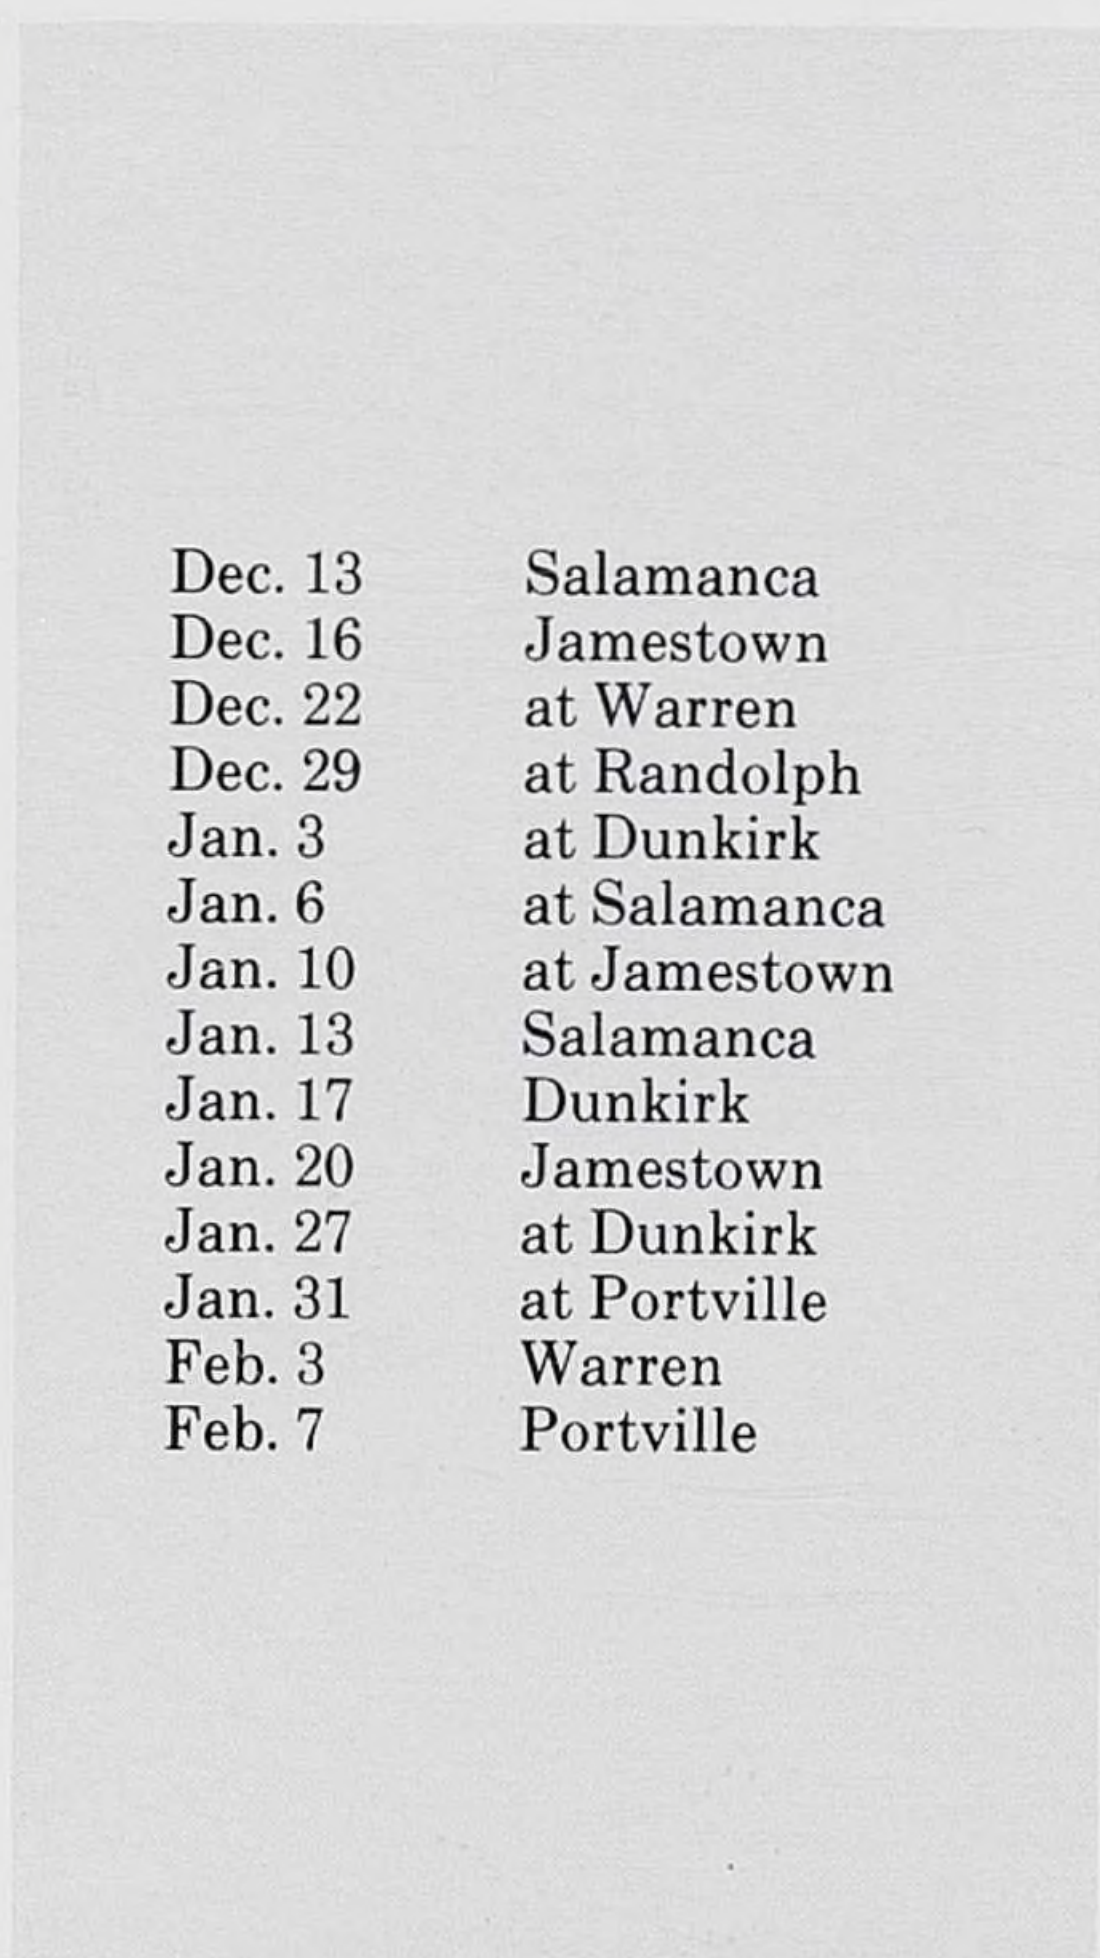 Dec. 13 Salamanca
Dec. 16 Jamestown
Dec. 22 at Warren
Dec. 29 at Randolph
Jan. 3 at Dunkirk
Jan. 6 at Salamanca
Jan. 10 at Jamestown
Jan. 13 Salamanca
Jan. 17 Dunkirk
Jan. 20 Jamestown
Jan. 27 at Dunkirk
Jan. 31 at Portville
Feb. 3 Warren
Feb. 7 Portville